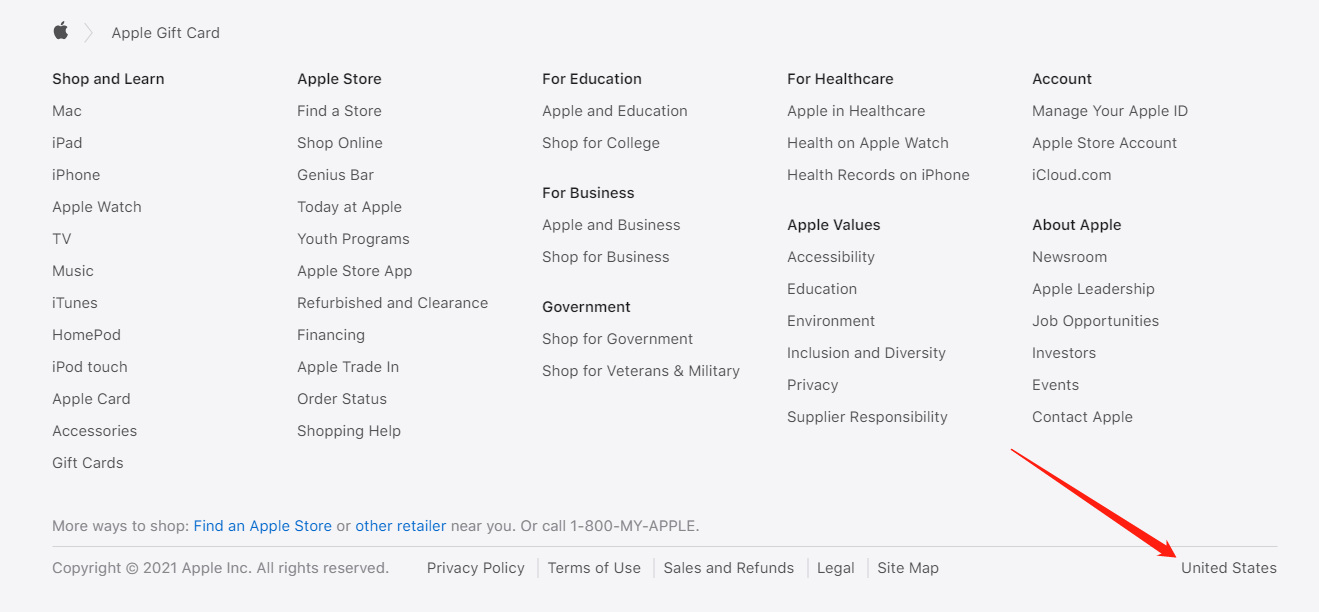 Apple Gift Card
Shop and Learn
Mac
iPad
iPhone
Apple Watch
TV
Music
iTunes
HomePod
iPod touch
Apple Card
Accessories
Gift Cards
Apple Store
Find a Store
Shop Online
Genius Bar
Today at Apple
Youth Programs
Apple Store App
Refurbished and Clearance
Financing
Apple Trade In
Order Status
Shopping Help
For Education
Apple and Education
Shop for College
For Business
Apple and Business
Shop for Business
Government
Shop for Government
Shop for Veterans & Military
For Healthcare
Apple in Healthcare
Health on Apple Watch
Health Records on iPhone
Apple Values
Accessibility
Education
Environment
Inclusion and Diversity
Privacy
Supplier Responsibility
Account
Manage Your Apple ID
Apple Store Account
iCloud.com
About Apple
Newsroom
Apple Leadership
Job Opportunities
Investors
Events
Contact Apple
More ways to shop: Find an Apple Store or other retailer near you. Or call 1-800-MY-APPLE.
Copyright © 2021 Apple Inc. All rights reserved. Privacy Policy Terms of Use Sales and Refunds Legal Site Map United States